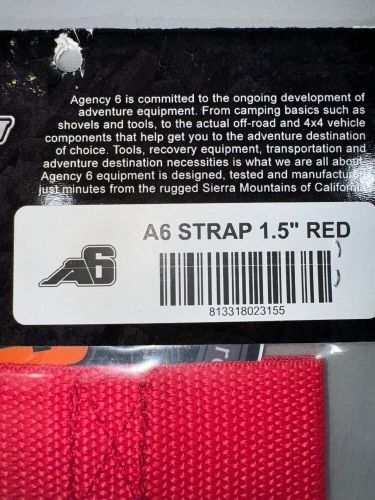 Agency 6 is committed to the ongoing development of
adventure equipment. From camping basics such as
shovels and tools, to the actual off-road and 4x4 vehicle
components that help get you to the adventure destination
of choice. Tools, recovery equipment, transportation and
adventure destination necessities is what we are all about.
Agency 6 equipment is designed, tested and manufactur
just minutes from the rugged Sierra Mountains of California
A6 STRAP 1.5" RED
A6
813318023155